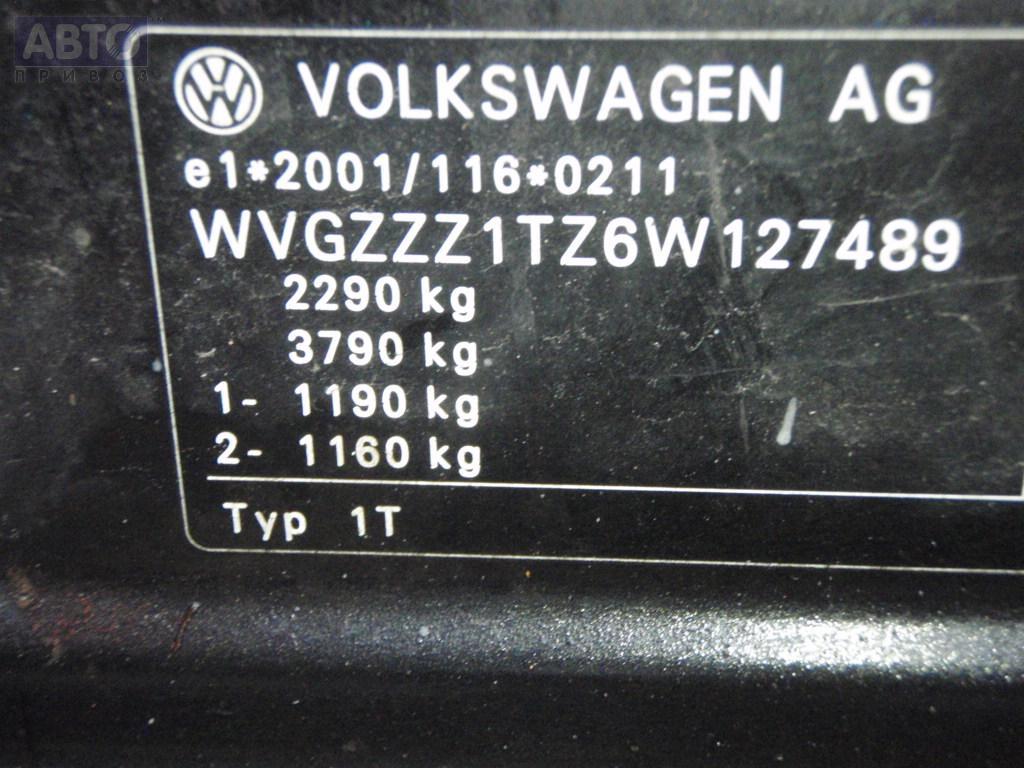 АВТО
ПРИВОЗ
VOLKSWAGEN AG
e1*2001/116*0211
WVGZZZ1TZ6W127489
2290 kg
3790 kg
1- 1190 kg
2- 1160 kg
Typ 1T